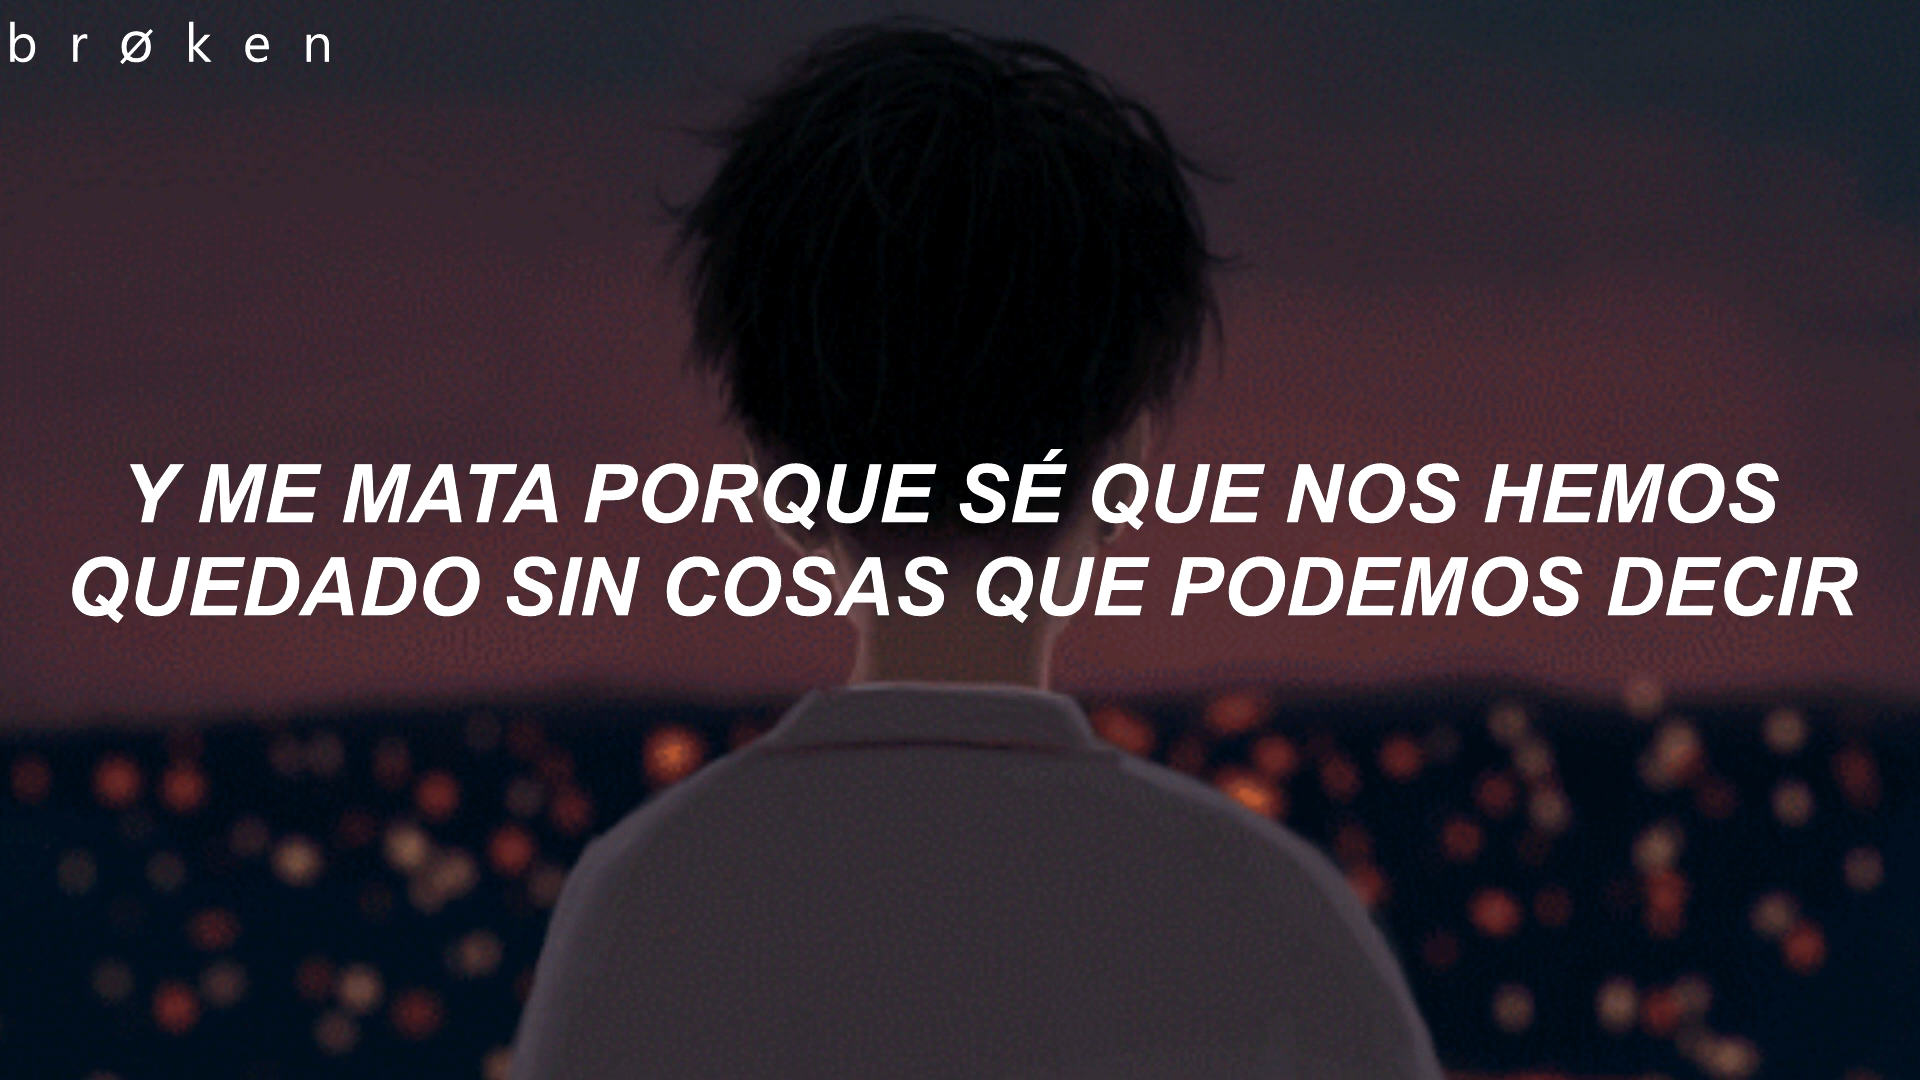 b r ø k e n
Y ME MATA PORQUE SÉ QUE NOS HEMOS
QUEDADO SIN COSAS QUE PODEMOS DECIR